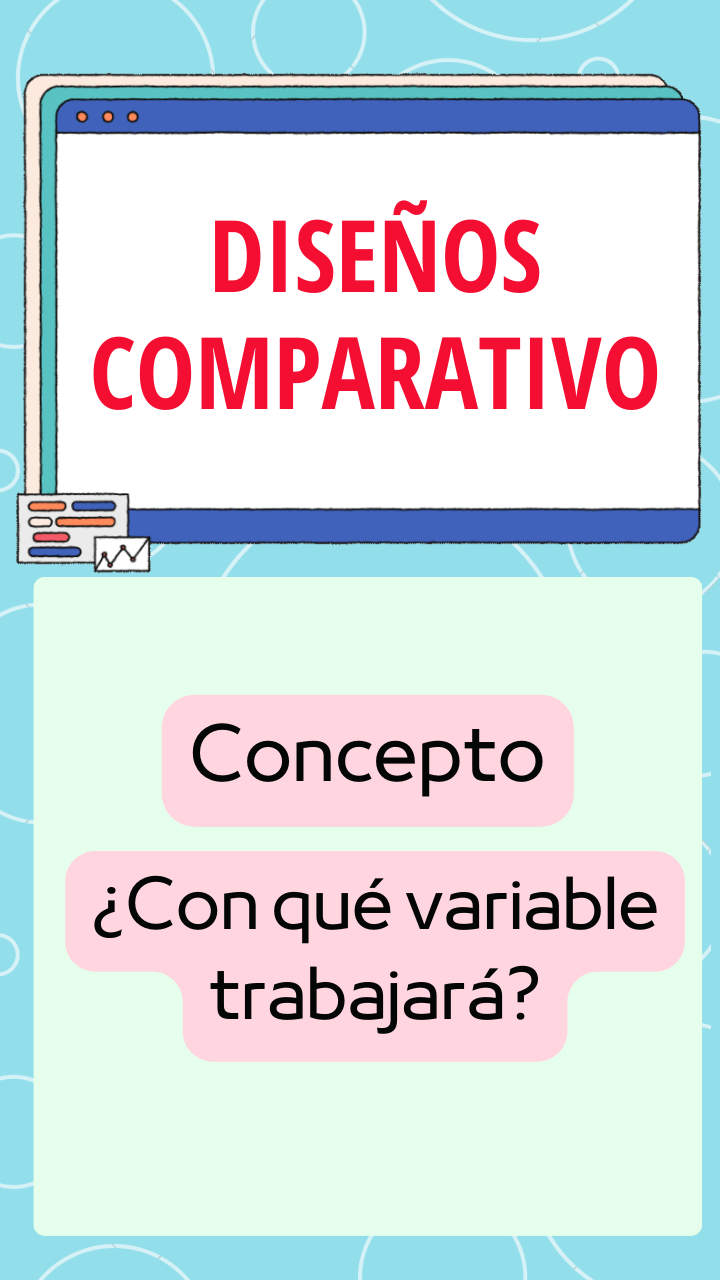 DISEÑOS
COMPARATIVO
Concepto
¿Con qué variable
trabajará?